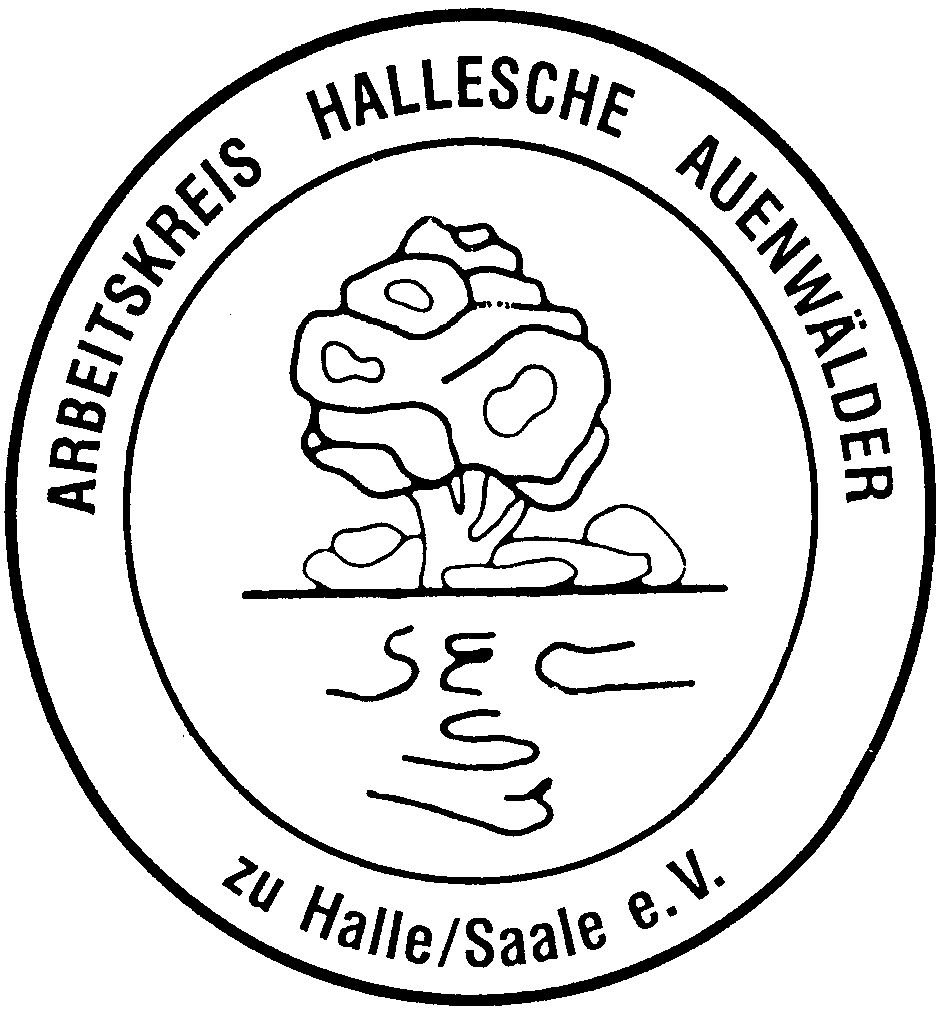 ARBEITSKREIS HALLESCHE AUENWÄLDER
zu Halle/Saale e.V.